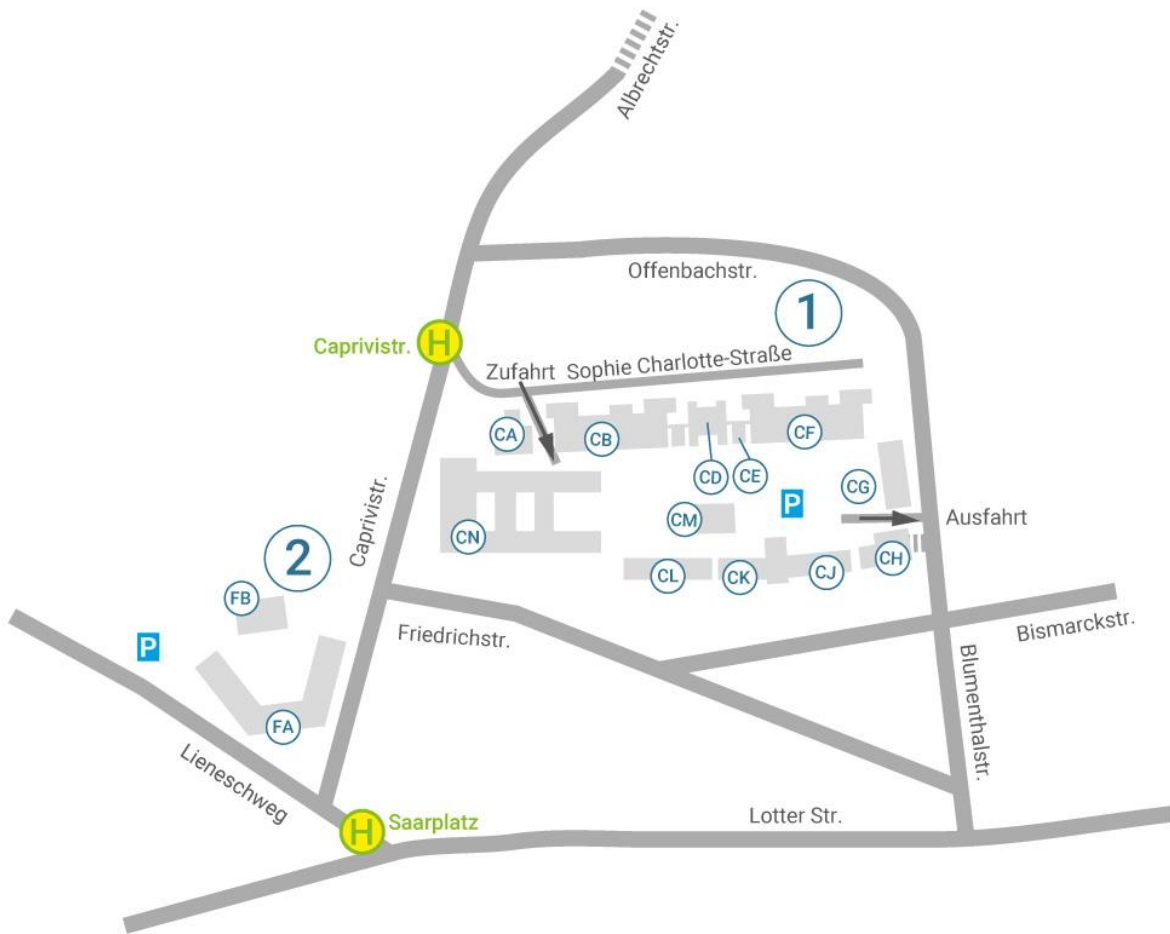 Albrechtstr.
Offenbachstr.
1
Caprivistr.
H
Zufahrt
Sophie Charlotte-Straße
CA
CB
CD
CE
CF
CG
P
CM
CN
Ausfahrt
CL
CK
CJ
CH
Caprivistr.
2
FB
P
FA
Friedrichstr.
Bismarckstr.
Blumenthalstr.
Lieneschweg
H
Saarplatz
Lotter Str.